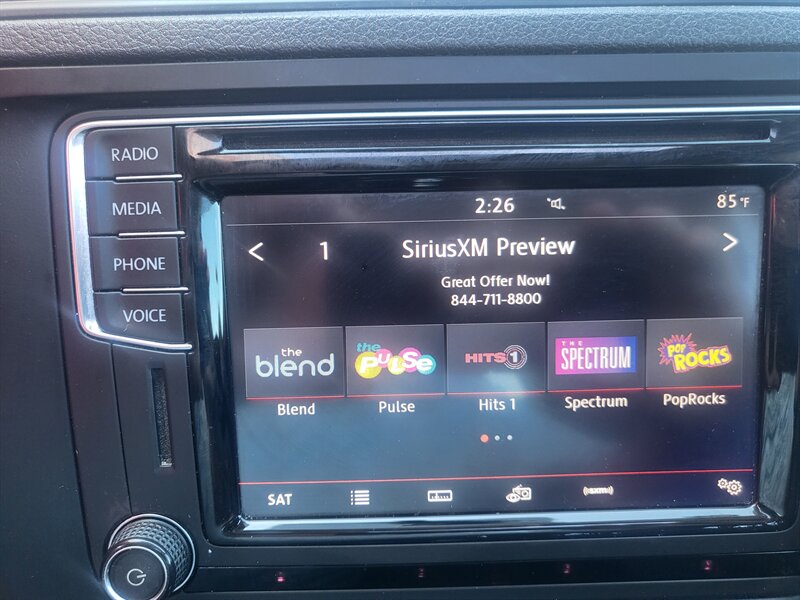 RADIO
MEDIA
PHONE
VOICE
2:26
85°F
<
1
SiriusXM Preview
>
Great Offer Now!
844-711-8800
the
blend
the
pulse
HITS 1
THE
SPECTRUM
POP
ROCKS
Blend
Pulse
Hits 1
Spectrum
PopRocks
SAT
((SXM))